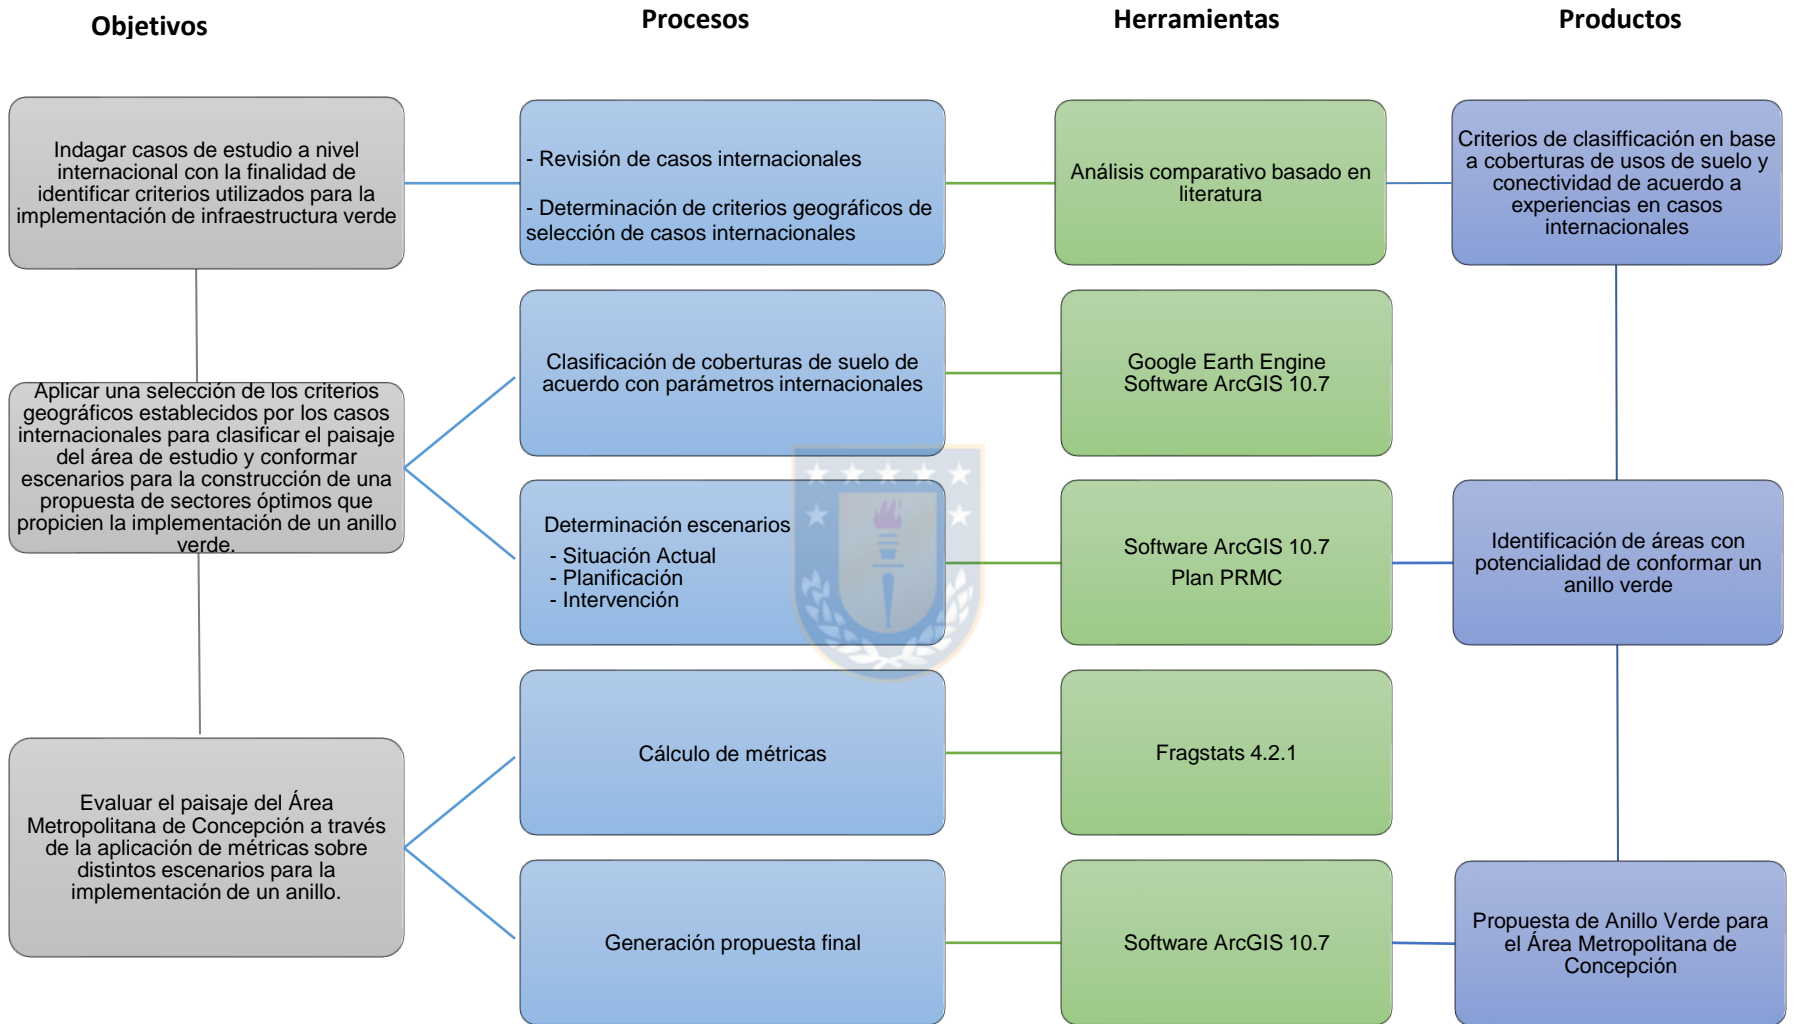 Objetivos
Procesos
Herramientas
Productos
Indagar casos de estudio a nivel
internacional con la finalidad de
identificar criterios utilizados para la
implementación de infraestructura verde
- Revisión de casos internacionales
- Determinación de criterios geográficos de
selección de casos internacionales
Análisis comparativo basado en
literatura
Criterios de clasiffificación en base
a coberturas de usos de suelo y
conectividad de acuerdo a
experiencias en casos
internacionales
Aplicar una selección de los criterios
geográficos establecidos por los casos
internacionales para clasificar el paisaje
del área de estudio y conformar
escenarios para la construcción de una
propuesta de sectores óptimos que
propicien la implementación de un anillo
verde.
Clasificación de coberturas de suelo de
acuerdo con parámetros internacionales
Google Earth Engine
Software ArcGIS 10.7
Determinación escenarios
- Situación Actual
- Planificación
- Intervención
Software ArcGIS 10.7
Plan PRMC
Identificación de áreas con
potencialidad de conformar un
anillo verde
Evaluar el paisaje del Área
Metropolitana de Concepción a través
de la aplicación de métricas sobre
distintos escenarios para la
implementación de un anillo.
Cálculo de métricas
Fragstats 4.2.1
Generación propuesta final
Software ArcGIS 10.7
Propuesta de Anillo Verde para
el Área Metropolitana de
Concepción